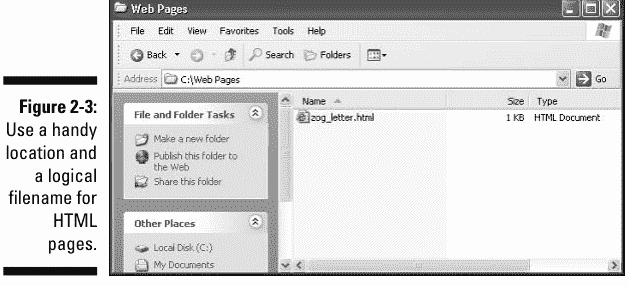 Web Pages
File Edit View Favorites Tools Help
Back Search Folders
Address C:\Web Pages Go
File and Folder Tasks
Make a new folder
Publish this folder to
the Web
Share this folder
Other Places
Local Disk (C:)
My Documents
Name Size Type
zog_letter.html 1 KB HTML Document
Figure 2-3:
Use a handy
location and
a logical
filename for
HTML
pages.